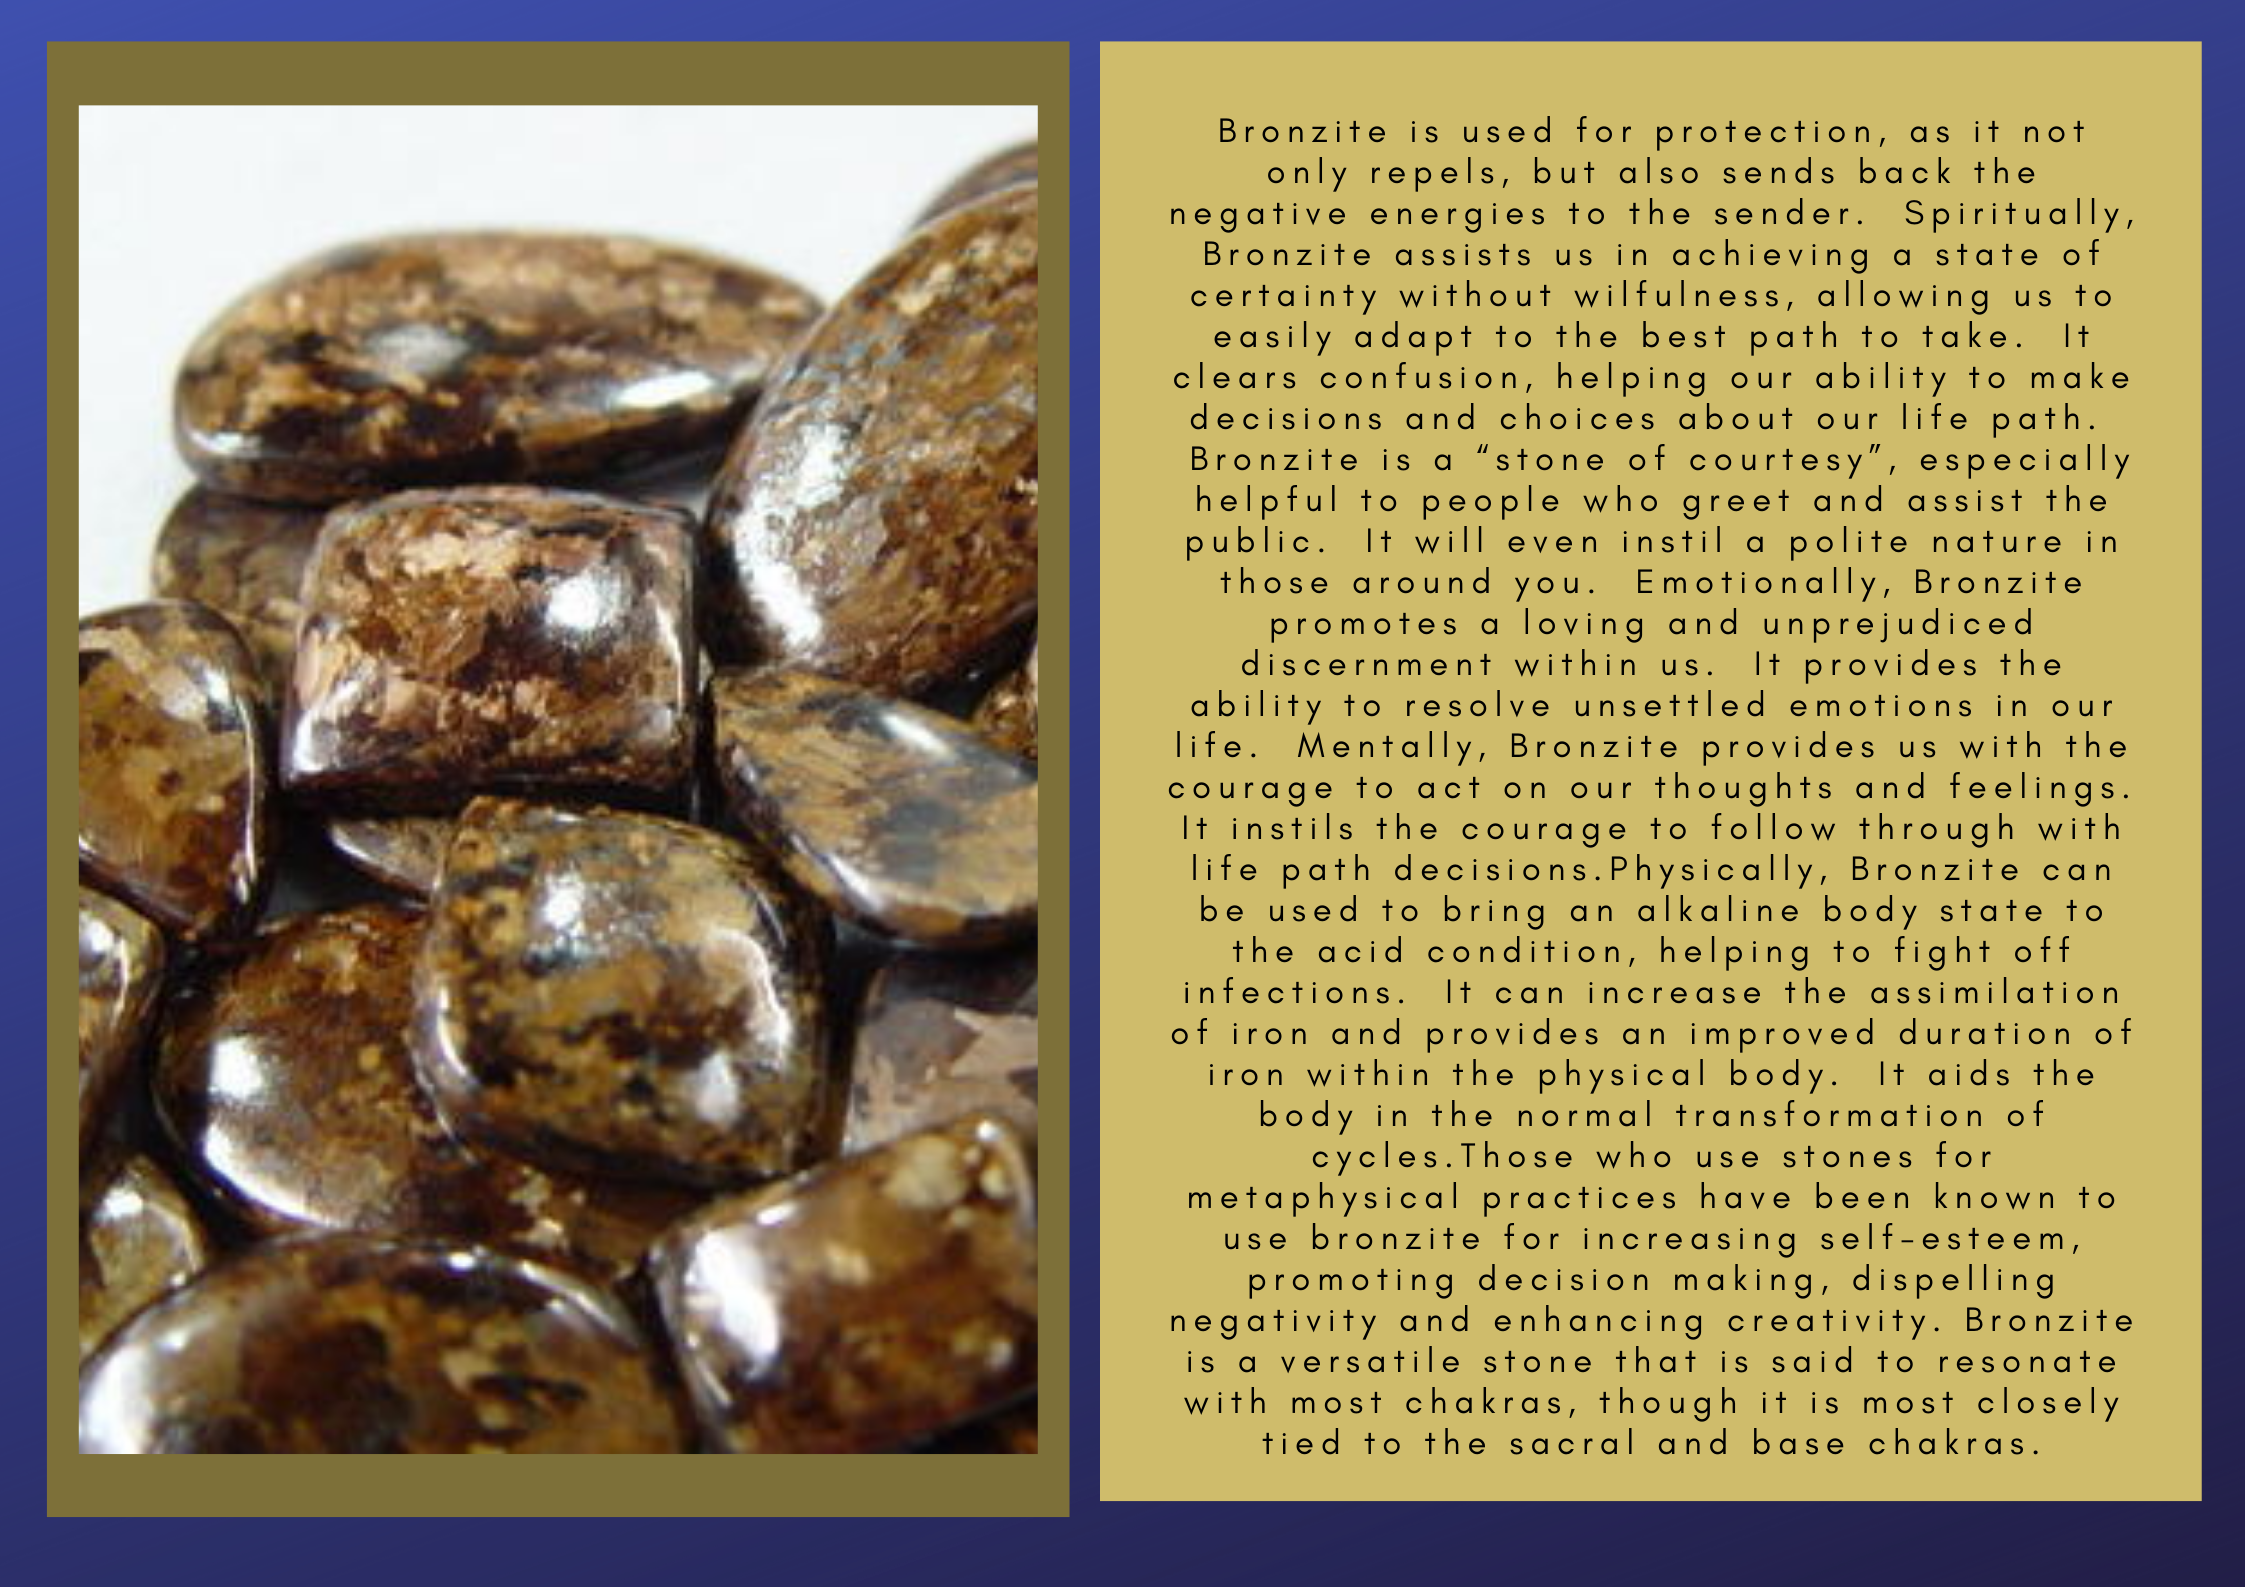 Bronzite is used for protection, as it not
only repels, but also sends back the
negative energies to the sender.  Spiritually,
Bronzite assists us in achieving a state of
certainty without wilfulness, allowing us to
easily adapt to the best path to take.  It
clears confusion, helping our ability to make
decisions and choices about our life path.
Bronzite is a “stone of courtesy”, especially
helpful to people who greet and assist the
public.  It will even instil a polite nature in
those around you.  Emotionally, Bronzite
promotes a loving and unprejudiced
discernment within us.  It provides the
ability to resolve unsettled emotions in our
life.  Mentally, Bronzite provides us with the
courage to act on our thoughts and feelings.
It instils the courage to follow through with
life path decisions.Physically, Bronzite can
be used to bring an alkaline body state to
the acid condition, helping to fight off
infections.  It can increase the assimilation
of iron and provides an improved duration of
iron within the physical body.  It aids the
body in the normal transformation of
cycles.Those who use stones for
metaphysical practices have been known to
use bronzite for increasing self-esteem,
promoting decision making, dispelling
negativity and enhancing creativity. Bronzite
is a versatile stone that is said to resonate
with most chakras, though it is most closely
tied to the sacral and base chakras.